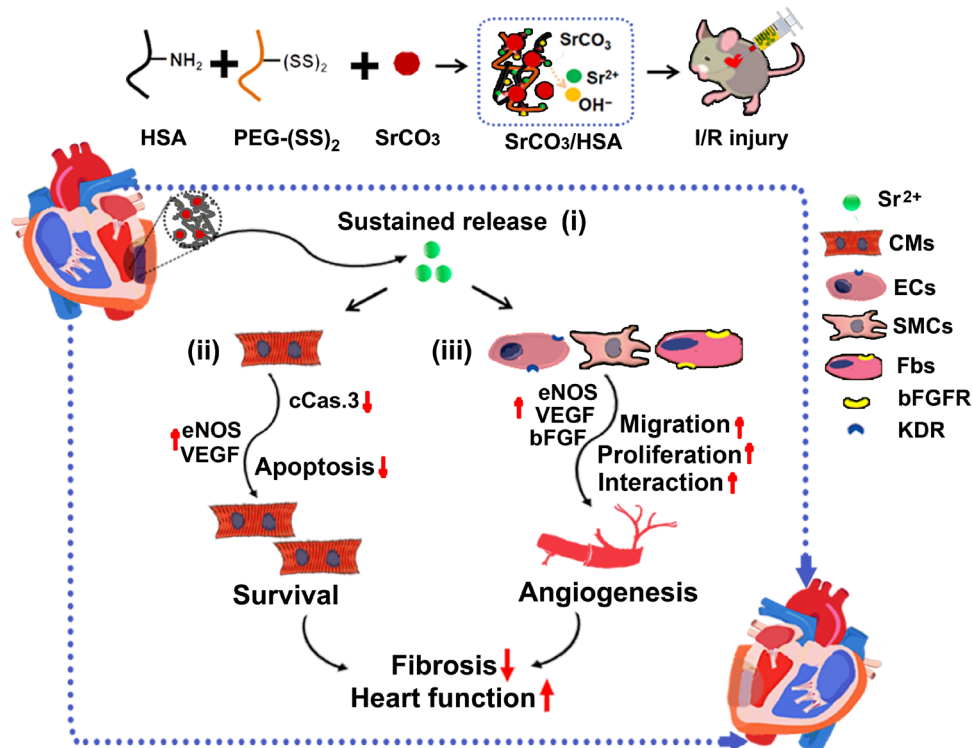 NH₂
(SS)₂
SrCO₃
Sr²⁺
OH⁻
HSA
PEG-(SS)₂
SrCO₃
SrCO₃/HSA
I/R injury
Sustained release (i)
Sr²⁺
CMs
ECs
SMCs
Fbs
bFGFR
KDR
(ii)
cCas.3
eNOS
VEGF
Apoptosis
Survival
(iii)
eNOS
VEGF
bFGF
Migration
Proliferation
Interaction
Angiogenesis
Fibrosis
Heart function